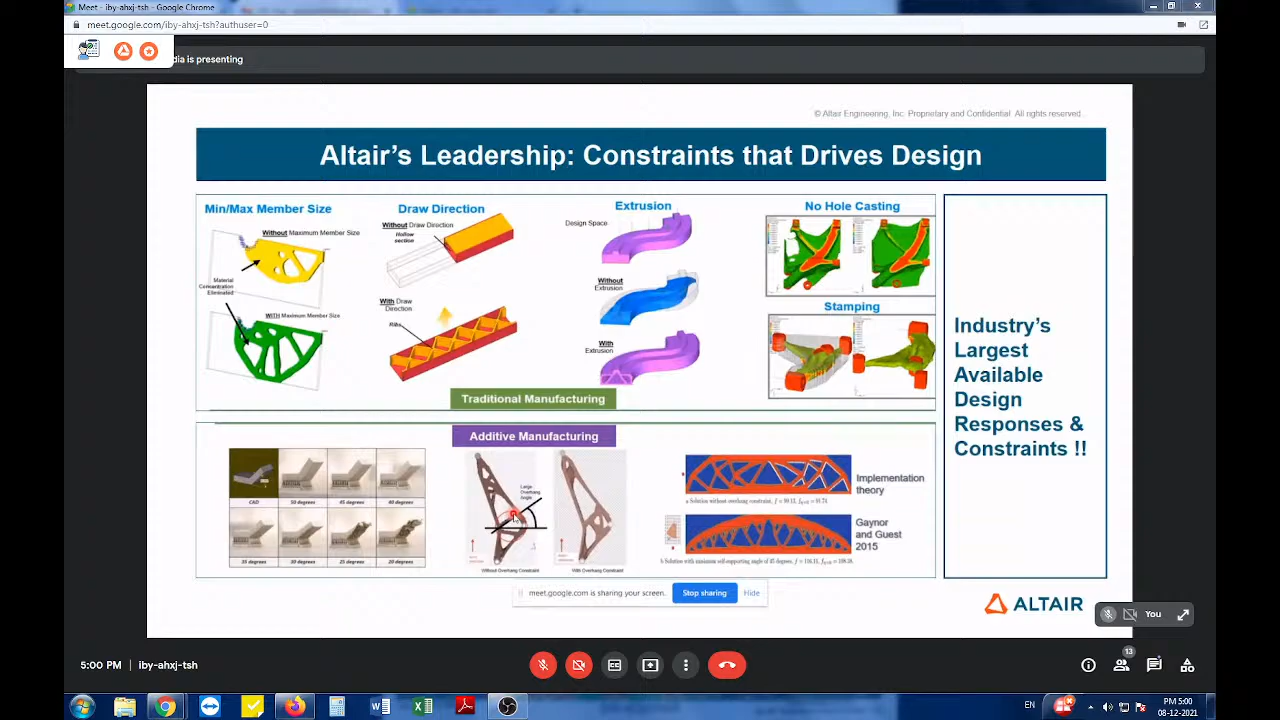 Meet - iby-ahxj-tsh - Google Chrome
meet.google.com/iby-ahxj-tsh?authuser=0
dia is presenting
© Altair Engineering, Inc. Proprietary and Confidential. All rights reserved.
Altair's Leadership: Constraints that Drives Design
Min/Max Member Size
Without Maximum Member Size
Material
Concentration
Eliminated
WITH Maximum Member Size
Draw Direction
Without Draw Direction
Hollow
section
With Draw
Direction
Ribs
Extrusion
Design Space
Without
Extrusion
With
Extrusion
No Hole Casting
Stamping
Traditional Manufacturing
Industry's
Largest
Available
Design
Responses &
Constraints !!
Additive Manufacturing
CAD
50 degrees
45 degrees
40 degrees
35 degrees
30 degrees
25 degrees
20 degrees
Large
Overhang
Angle
Without Overhang Constraint
With Overhang Constraint
Implementation
theory
Gaynor
and Guest
2015
meet.google.com is sharing your screen.
Stop sharing
Hide
ALTAIR
You
5:00 PM
iby-ahxj-tsh
13
EN
PM 5:00
08-12-2021